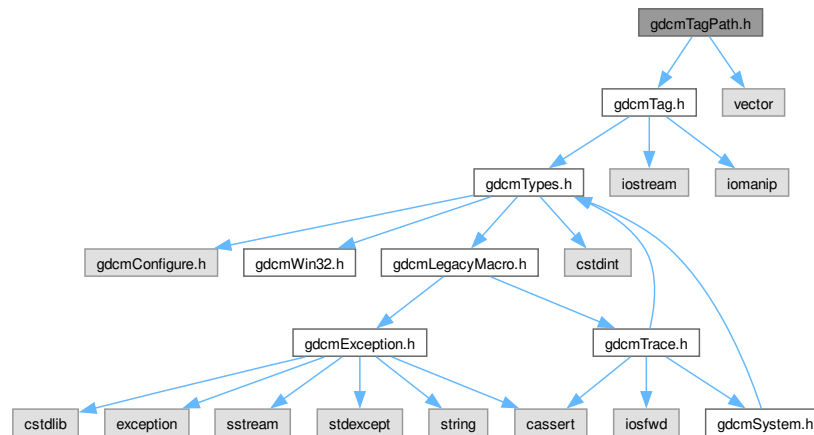 gdcmTagPath.h
gdcmTag.h
vector
gdcmTypes.h
iostream
iomanip
gdcmConfigure.h
gdcmWin32.h
gdcmLegacyMacro.h
cstdint
gdcmException.h
gdcmTrace.h
cstdlib
exception
sstream
stdexcept
string
cassert
iosfwd
gdcmSystem.h